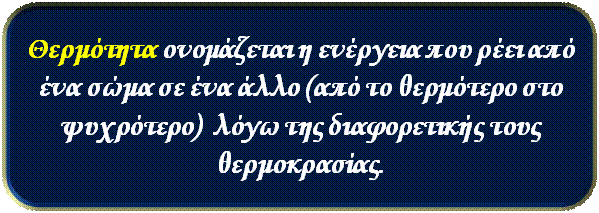 Θερμότητα ονομάζεται η ενέργεια που ρέει από
ένα σώμα σε ένα άλλο (από το θερμότερο στο
ψυχρότερο) λόγω της διαφορετικής τους
θερμοκρασίας.